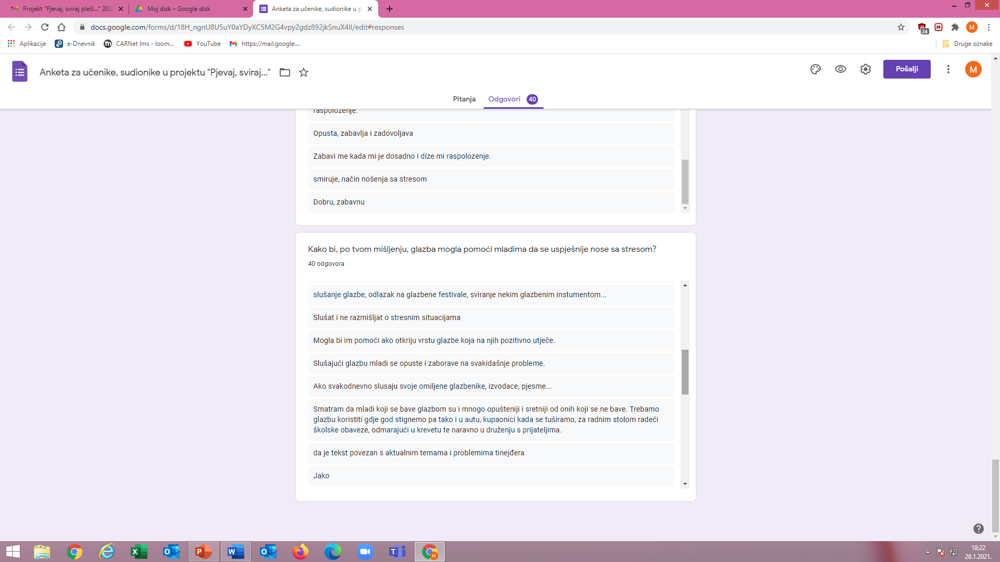 Projekt "Pjevaj, sviraj pleši..." 202
Moj disk – Google disk
Anketa za učenike, sudionike u p
docs.google.com/forms/d/18H_ngnU8U5uY0aYDyXC5M2G4vpy2gdz892jkSnuX4II/edit#responses
24
M
Aplikacije
e-Dnevnik
CARNet lms - loom...
YouTube
https://mail.google....
Druge oznake
Anketa za učenike, sudionike u projektu "Pjevaj, sviraj..."
Pošalji
M
Pitanja
Odgovori 40
raspolozenje.
Opusta, zabavlja i zadovoljava
Zabavi me kada mi je dosadno i dize mi raspolozenje.
smiruje, način nošenja sa stresom
Dobru, zabavnu
Kako bi, po tvom mišljenju, glazba mogla pomoći mladima da se uspješnije nose sa stresom?
40 odgovora
slušanje glazbe, odlazak na glazbene festivale, sviranje nekim glazbenim instumentom...
Slušat i ne razmišljat o stresnim situacijama
Mogla bi im pomoći ako otkriju vrstu glazbe koja na njih pozitivno utječe.
Slušajući glazbu mladi se opuste i zaborave na svakidašnje probleme.
Ako svakodnevno slusaju svoje omiljene glazbenike, izvodace, pjesme...
Smatram da mladi koji se bave glazbom su i mnogo opušteniji i sretniji od onih koji se ne bave. Trebamo
glazbu koristiti gdje god stignemo pa tako i u autu, kupaonici kada se tuširamo, za radnim stolom radeći
školske obaveze, odmarajući u krevetu te naravno u druženju s prijateljima.
da je tekst povezan s aktualnim temama i problemima tinejđera
Jako
18:22
28.1.2021.